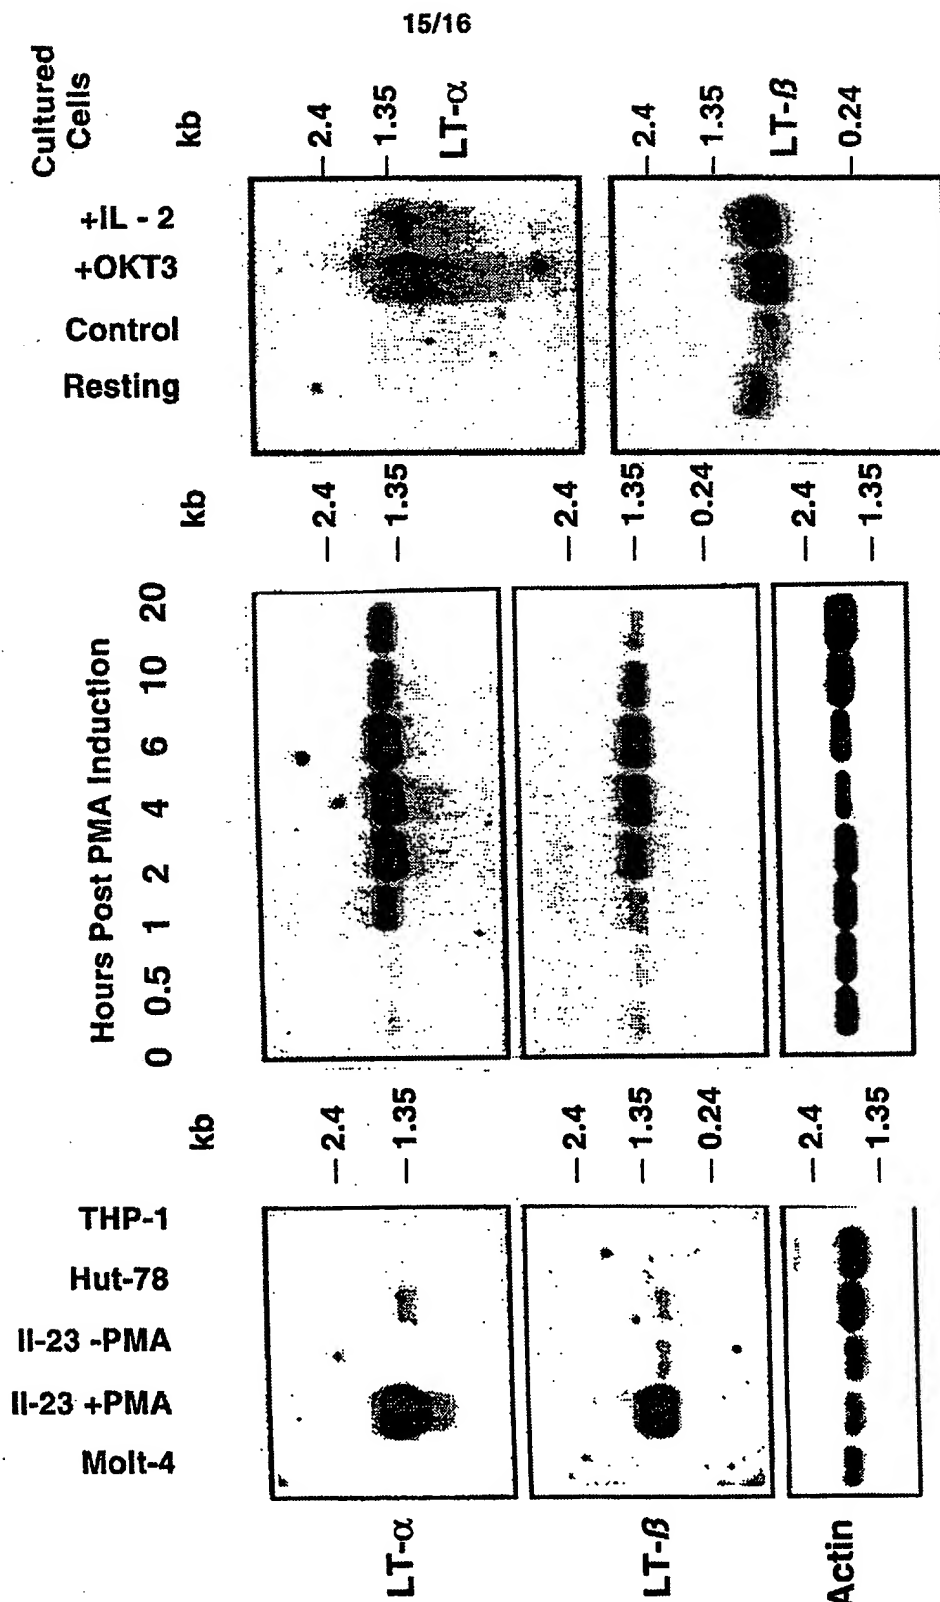 15/16
Cultured
Cells
kb
+IL - 2
+OKT3
Control
Resting
2.4
1.35
LT-α
2.4
1.35
LT-β
0.24
kb
2.4
1.35
2.4
1.35
0.24
2.4
1.35
Hours Post PMA Induction
0 0.5 1 2 4 6 10 20
kb
2.4
1.35
2.4
1.35
0.24
2.4
1.35
THP-1
Hut-78
II-23 -PMA
II-23 +PMA
Molt-4
LT-α
LT-β
Actin